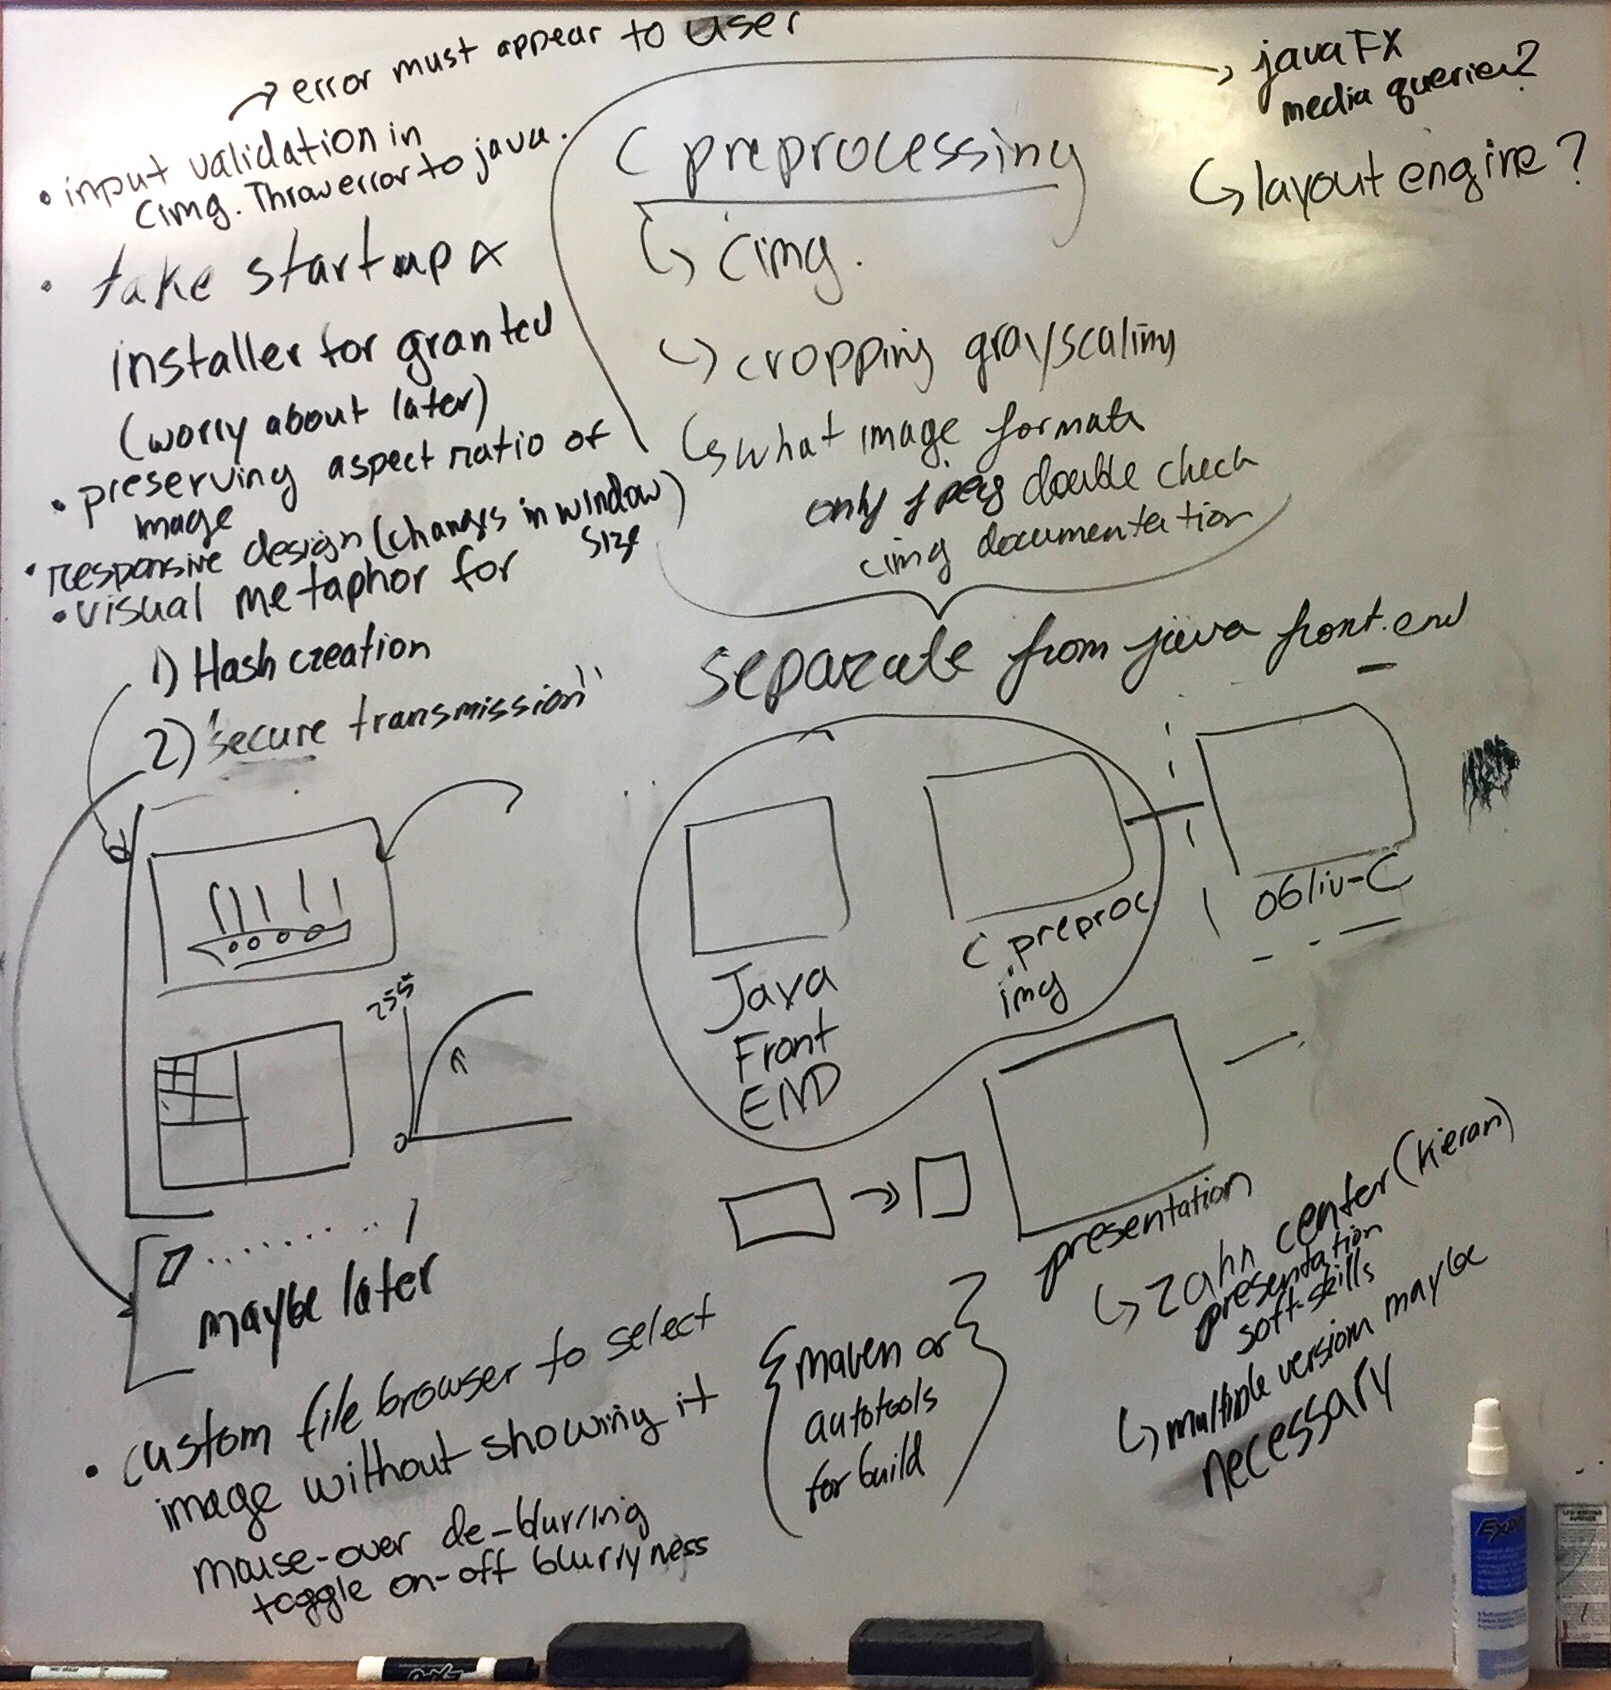 → error must appear to user
• input validation in
Cimg. Throw error to java.
• take startup &
installer for granted
(worry about later)
• preserving aspect ratio of
image
• responsive design (changes in window
size)
• visual metaphor for
1) Hash creation
2) "secure transmission"
255
0
maybe later
• custom file browser to select
image without showing it
mouse-over de-blurring
toggle on-off blurryness
C preprocessing
↳ cimg.
↳ cropping grayscaling
↳ what image formats
only jpeg double check
cimg documentation
separate from java front.end
→ javaFX
media queries?
↳ layout engine?
Java
Front
END
C preproc
img
obliv-C
presentation
↳ zahn center (Kieran)
presentation
soft-skills
↳ multiple versions maybe
necessary
{ maven or }
autotools
for build
?
EXPO